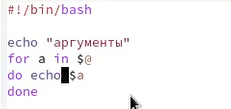 #!/bin/bash
echo "аргументы"
for a in $@
do echo $a
done